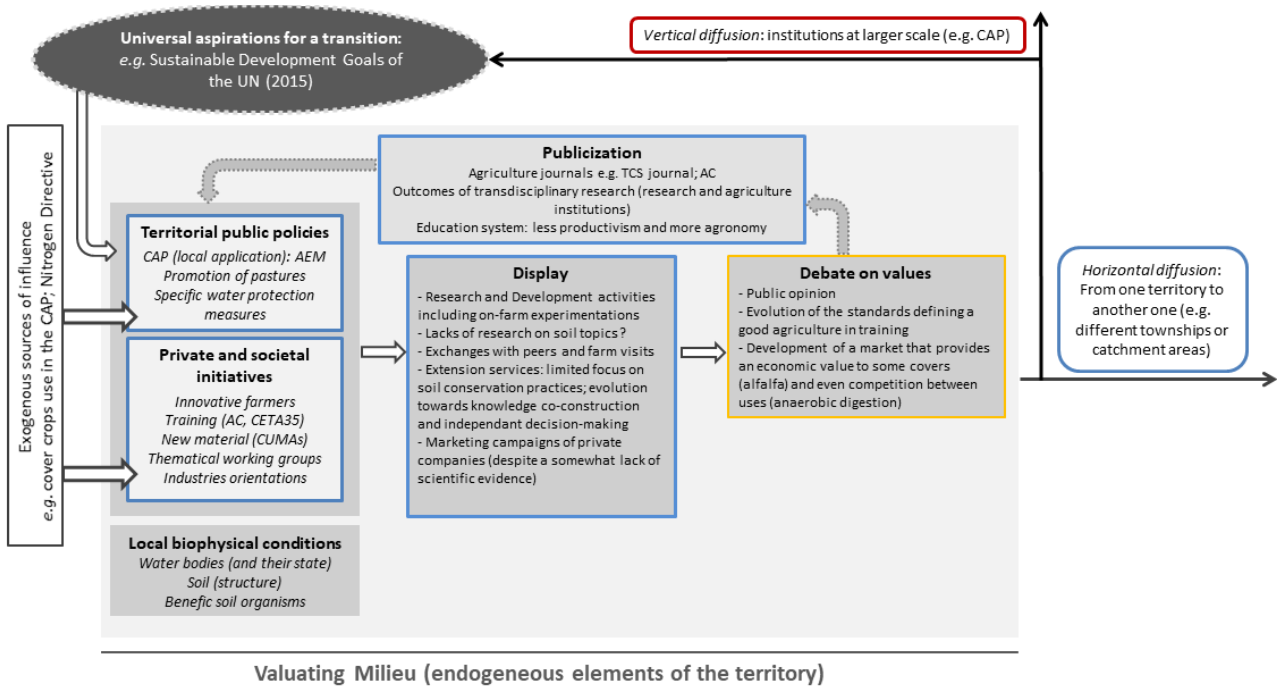 Universal aspirations for a transition:
e.g. Sustainable Development Goals of
the UN (2015)
Vertical diffusion: institutions at larger scale (e.g. CAP)
Exogenous sources of influence
e.g. cover crops use in the CAP; Nitrogen Directive
Publicization
Agriculture journals e.g. TCS journal; AC
Outcomes of transdisciplinary research (research and agriculture
institutions)
Education system: less productivism and more agronomy
Territorial public policies
CAP (local application): AEM
Promotion of pastures
Specific water protection
measures
Private and societal
initiatives
Innovative farmers
Training (AC, CETA35)
New material (CUMAs)
Thematical working groups
Industries orientations
Local biophysical conditions
Water bodies (and their state)
Soil (structure)
Benefic soil organisms
Display
- Research and Development activities
including on-farm experimentations
- Lacks of research on soil topics?
- Exchanges with peers and farm visits
- Extension services: limited focus on
soil conservation practices; evolution
towards knowledge co-construction
and independant decision-making
- Marketing campaigns of private
companies (despite a somewhat lack of
scientific evidence)
Debate on values
- Public opinion
- Evolution of the standards defining a
good agriculture in training
- Development of a market that provides
an economic value to some covers
(alfalfa) and even competition between
uses (anaerobic digestion)
Horizontal diffusion:
From one territory to
another one (e.g.
different townships or
catchment areas)
Valuating Milieu (endogeneous elements of the territory)